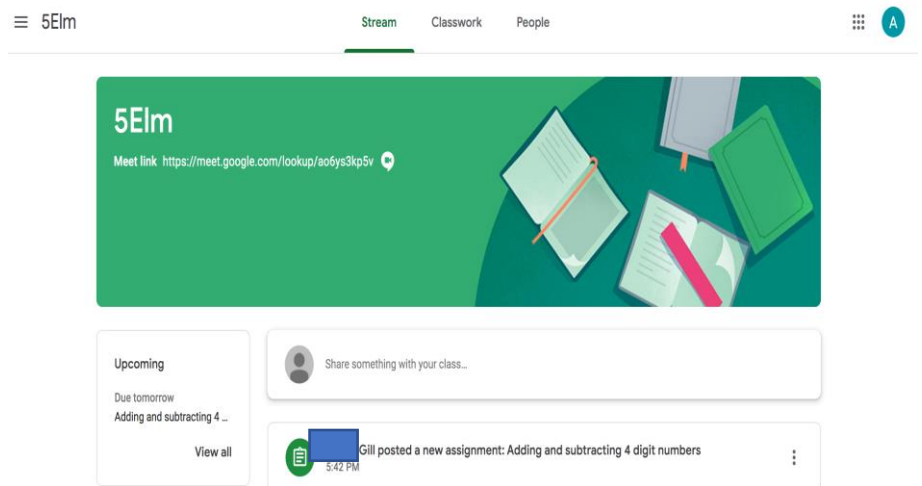 5Elm
Stream Classwork People
A
5Elm
Meet link https://meet.google.com/lookup/ao6ys3kp5v
Upcoming
Due tomorrow
Adding and subtracting 4 ...
View all
Share something with your class...
Gill posted a new assignment: Adding and subtracting 4 digit numbers
5:42 PM